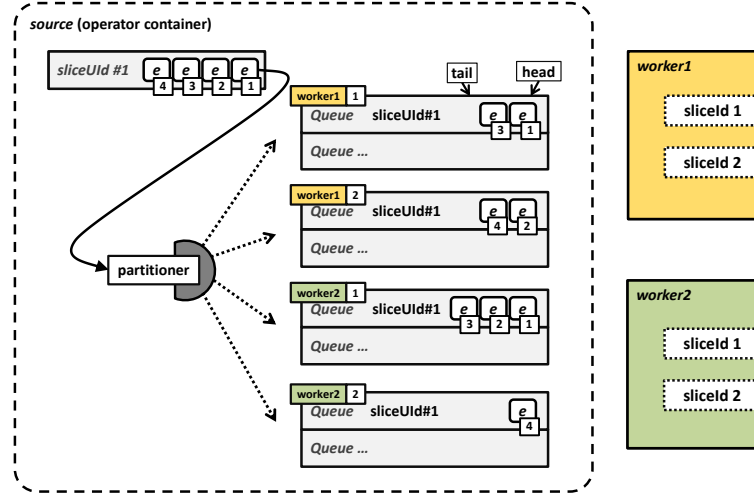 source (operator container)
sliceUId #1 e e e e
4 3 2 1
tail head
worker1 1
Queue sliceUId#1 e e
3 1
Queue ...
worker1 2
Queue sliceUId#1 e e
4 2
Queue ...
partitioner
worker2 1
Queue sliceUId#1 e e e
3 2 1
Queue ...
worker2 2
Queue sliceUId#1 e
4
Queue ...
worker1
sliceId 1
sliceId 2
worker2
sliceId 1
sliceId 2